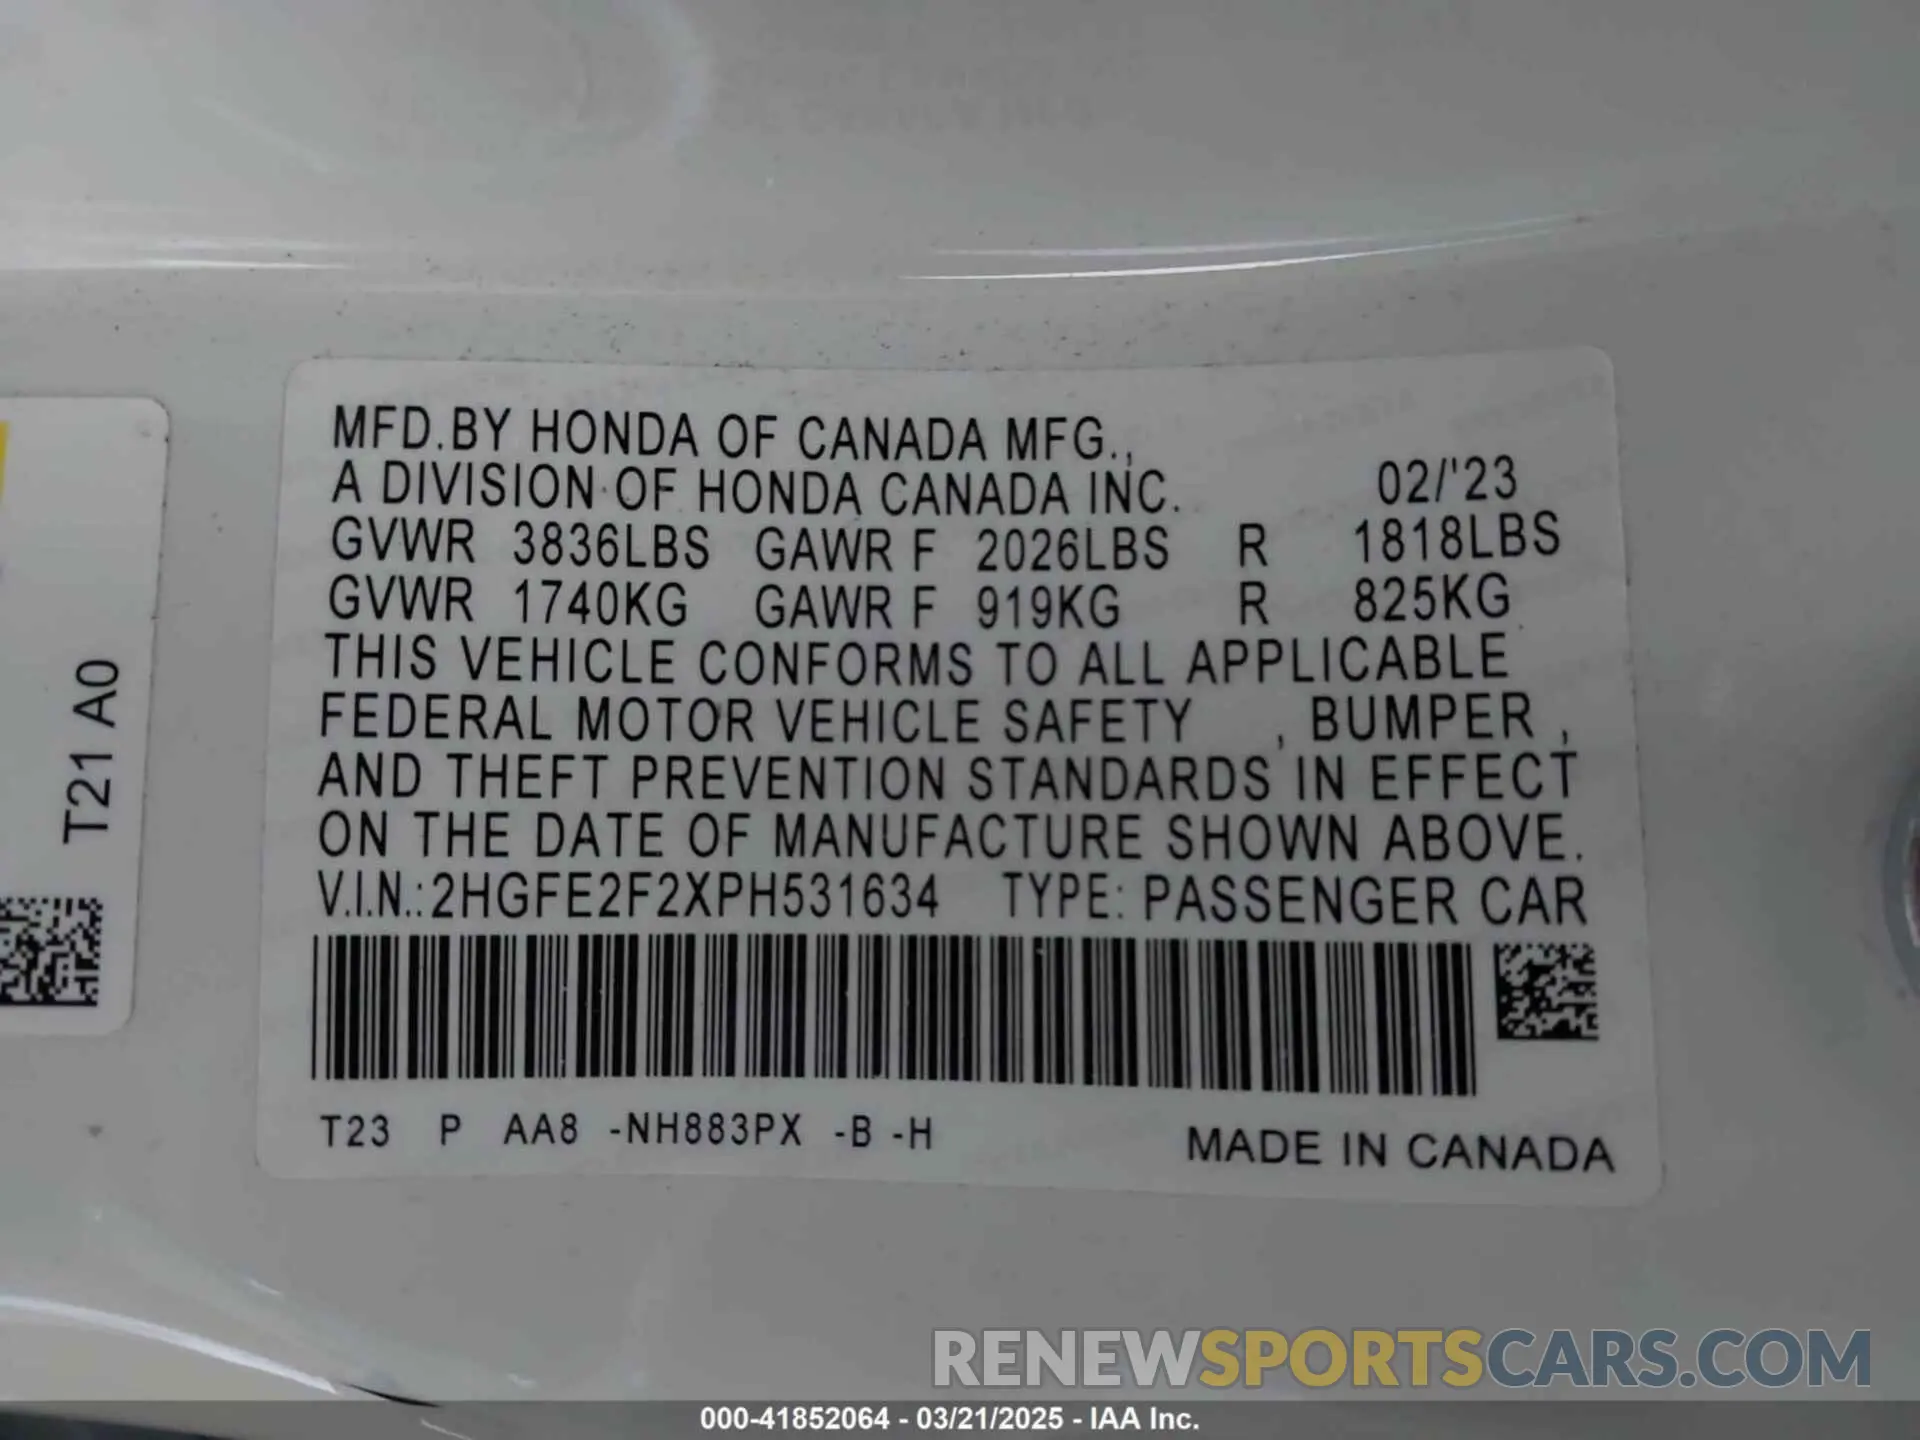 MFD.BY HONDA OF CANADA MFG.,
A DIVISION OF HONDA CANADA INC. 02/'23
GVWR 3836LBS GAWR F 2026LBS R 1818LBS
GVWR 1740KG GAWR F 919KG R 825KG
THIS VEHICLE CONFORMS TO ALL APPLICABLE
FEDERAL MOTOR VEHICLE SAFETY , BUMPER ,
AND THEFT PREVENTION STANDARDS IN EFFECT
ON THE DATE OF MANUFACTURE SHOWN ABOVE.
V.I.N.:2HGFE2F2XPH531634 TYPE: PASSENGER CAR
T23 P AA8 -NH883PX -B -H
MADE IN CANADA
T21 A0
RENEWSPORTSCARS.COM
000-41852064 - 03/21/2025 - IAA Inc.